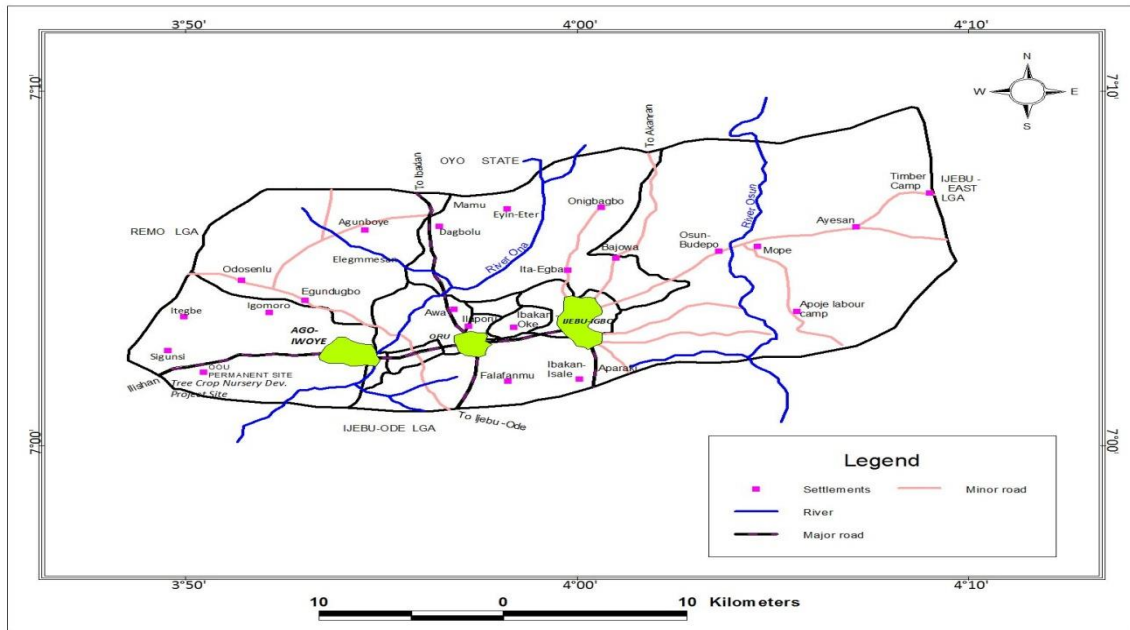 3°50'
4°00'
4°10'
7°10'
7°10'
N
W
E
S
To Akanran
To Ibadan
OYO STATE
Timber
Camp
IJEBU -
EAST
LGA
Mamu
Eyin-Eter
Onigbagbo
River Osun
Agunboye
Dagbolu
Ayesan
REMO LGA
Osun-
Budepo
Mope
Elegmmesan
River Ona
Bajowa
Ita-Egba
Odosenlu
Egundugbo
Itegbe
Igomoro
Awa
Ilaporu
Ibakan
Oke
IJEBU-IGBO
Apoje labour
camp
AGO-
IWOYE
ORU
Sigunsi
OOU
PERMANENT SITE
Ilishan
Tree Crop Nursery Dev.
Project Site
Falafanmu
Ibakan-
Isale
Aparaki
To Ijebu-Ode
IJEBU-ODE LGA
7°00'
7°00'
Legend
Settlements
Minor road
River
Major road
3°50'
4°00'
4°10'
10 0 10 Kilometers